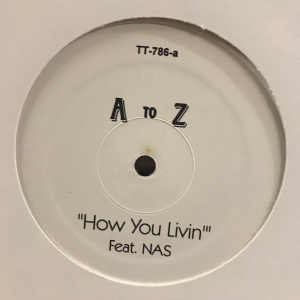 TT-786-a
A TO Z
"How You Livin'"
Feat. NAS